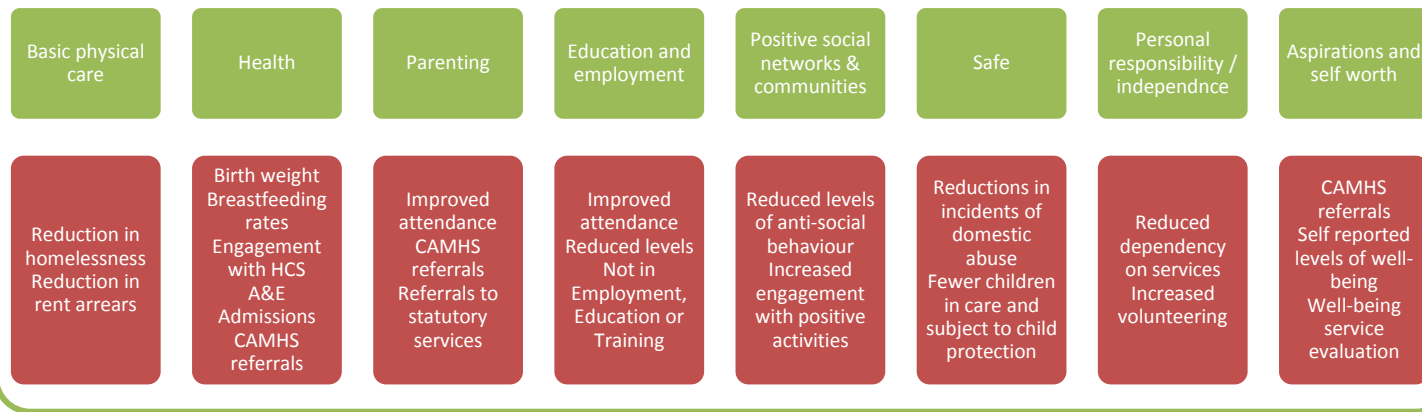 Basic physical
care
Health
Parenting
Education and
employment
Positive social
networks &
communities
Safe
Personal
responsibility /
independnce
Aspirations and
self worth
Reduction in
homelessness
Reduction in
rent arrears
Birth weight
Breastfeeding
rates
Engagement
with HCS
A&E
Admissions
CAMHS
referrals
Improved
attendance
CAMHS
referrals
Referrals to
statutory
services
Improved
attendance
Reduced levels
Not in
Employment,
Education or
Training
Reduced levels
of anti-social
behaviour
Increased
engagement
with positive
activities
Reductions in
incidents of
domestic
abuse
Fewer children
in care and
subject to child
protection
Reduced
dependency
on services
Increased
volunteering
CAMHS
referrals
Self reported
levels of well-
being
Well-being
service
evaluation